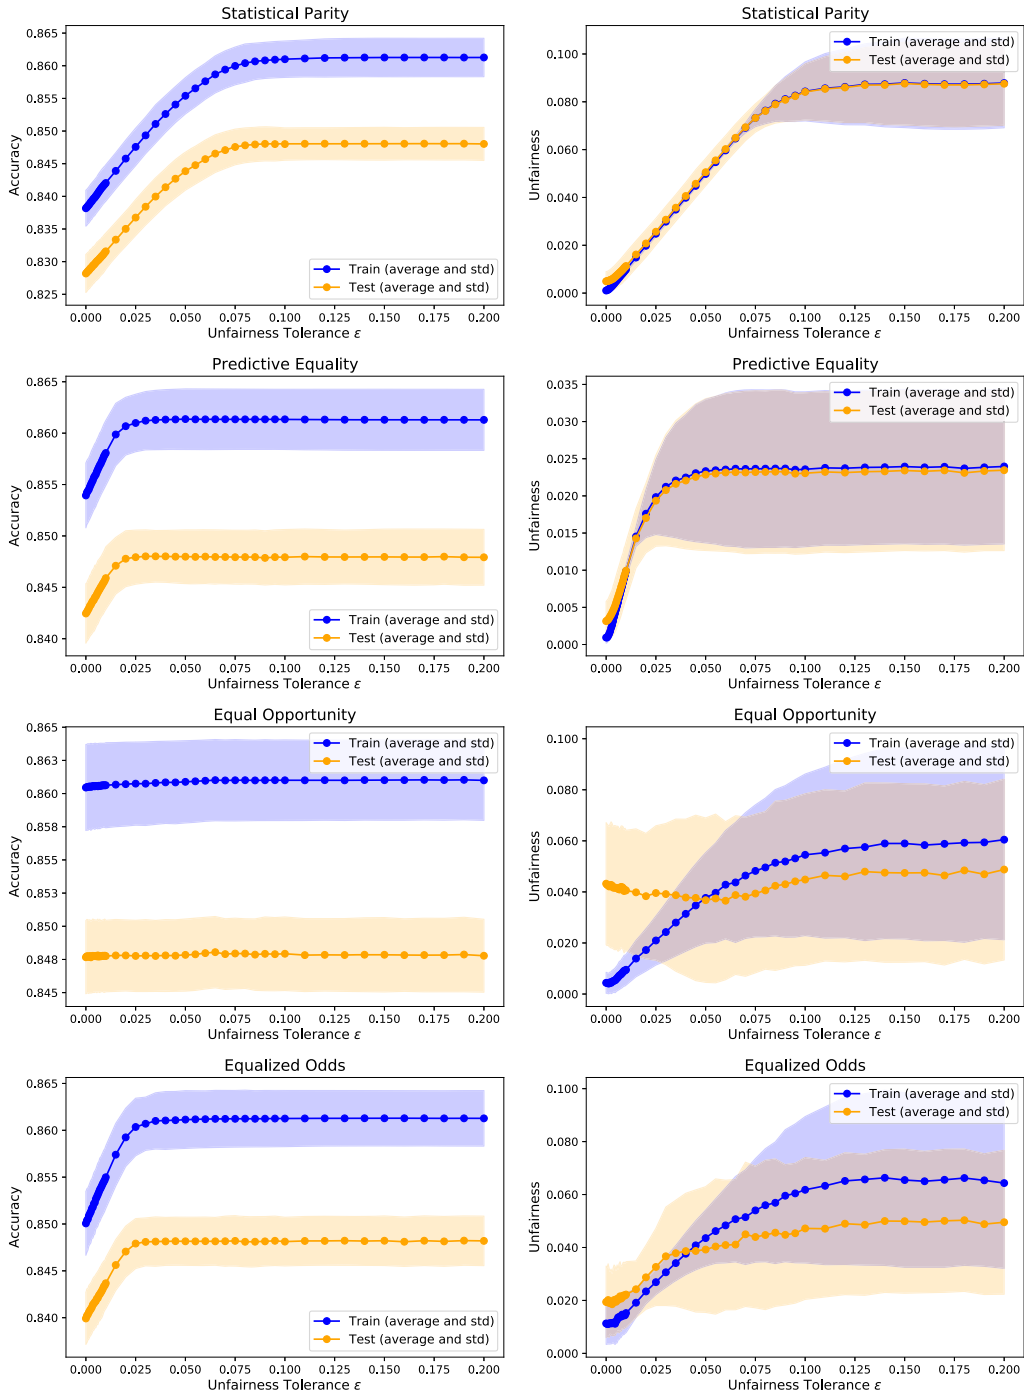 Statistical Parity
Accuracy
0.865
0.860
0.855
0.850
0.845
0.840
0.835
0.830
0.825
Train (average and std)
Test (average and std)
0.000 0.025 0.050 0.075 0.100 0.125 0.150 0.175 0.200
Unfairness Tolerance ε
Statistical Parity
Unfairness
0.100
0.080
0.060
0.040
0.020
0.000
Train (average and std)
Test (average and std)
0.000 0.025 0.050 0.075 0.100 0.125 0.150 0.175 0.200
Unfairness Tolerance ε
Predictive Equality
Accuracy
0.865
0.860
0.855
0.850
0.845
0.840
Train (average and std)
Test (average and std)
0.000 0.025 0.050 0.075 0.100 0.125 0.150 0.175 0.200
Unfairness Tolerance ε
Predictive Equality
Unfairness
0.035
0.030
0.025
0.020
0.015
0.010
0.005
0.000
Train (average and std)
Test (average and std)
0.000 0.025 0.050 0.075 0.100 0.125 0.150 0.175 0.200
Unfairness Tolerance ε
Equal Opportunity
Accuracy
0.865
0.863
0.860
0.858
0.855
0.853
0.850
0.848
0.845
Train (average and std)
Test (average and std)
0.000 0.025 0.050 0.075 0.100 0.125 0.150 0.175 0.200
Unfairness Tolerance ε
Equal Opportunity
Unfairness
0.100
0.080
0.060
0.040
0.020
0.000
Train (average and std)
Test (average and std)
0.000 0.025 0.050 0.075 0.100 0.125 0.150 0.175 0.200
Unfairness Tolerance ε
Equalized Odds
Accuracy
0.865
0.860
0.855
0.850
0.845
0.840
Train (average and std)
Test (average and std)
0.000 0.025 0.050 0.075 0.100 0.125 0.150 0.175 0.200
Unfairness Tolerance ε
Equalized Odds
Unfairness
0.100
0.080
0.060
0.040
0.020
0.000
Train (average and std)
Test (average and std)
0.000 0.025 0.050 0.075 0.100 0.125 0.150 0.175 0.200
Unfairness Tolerance ε